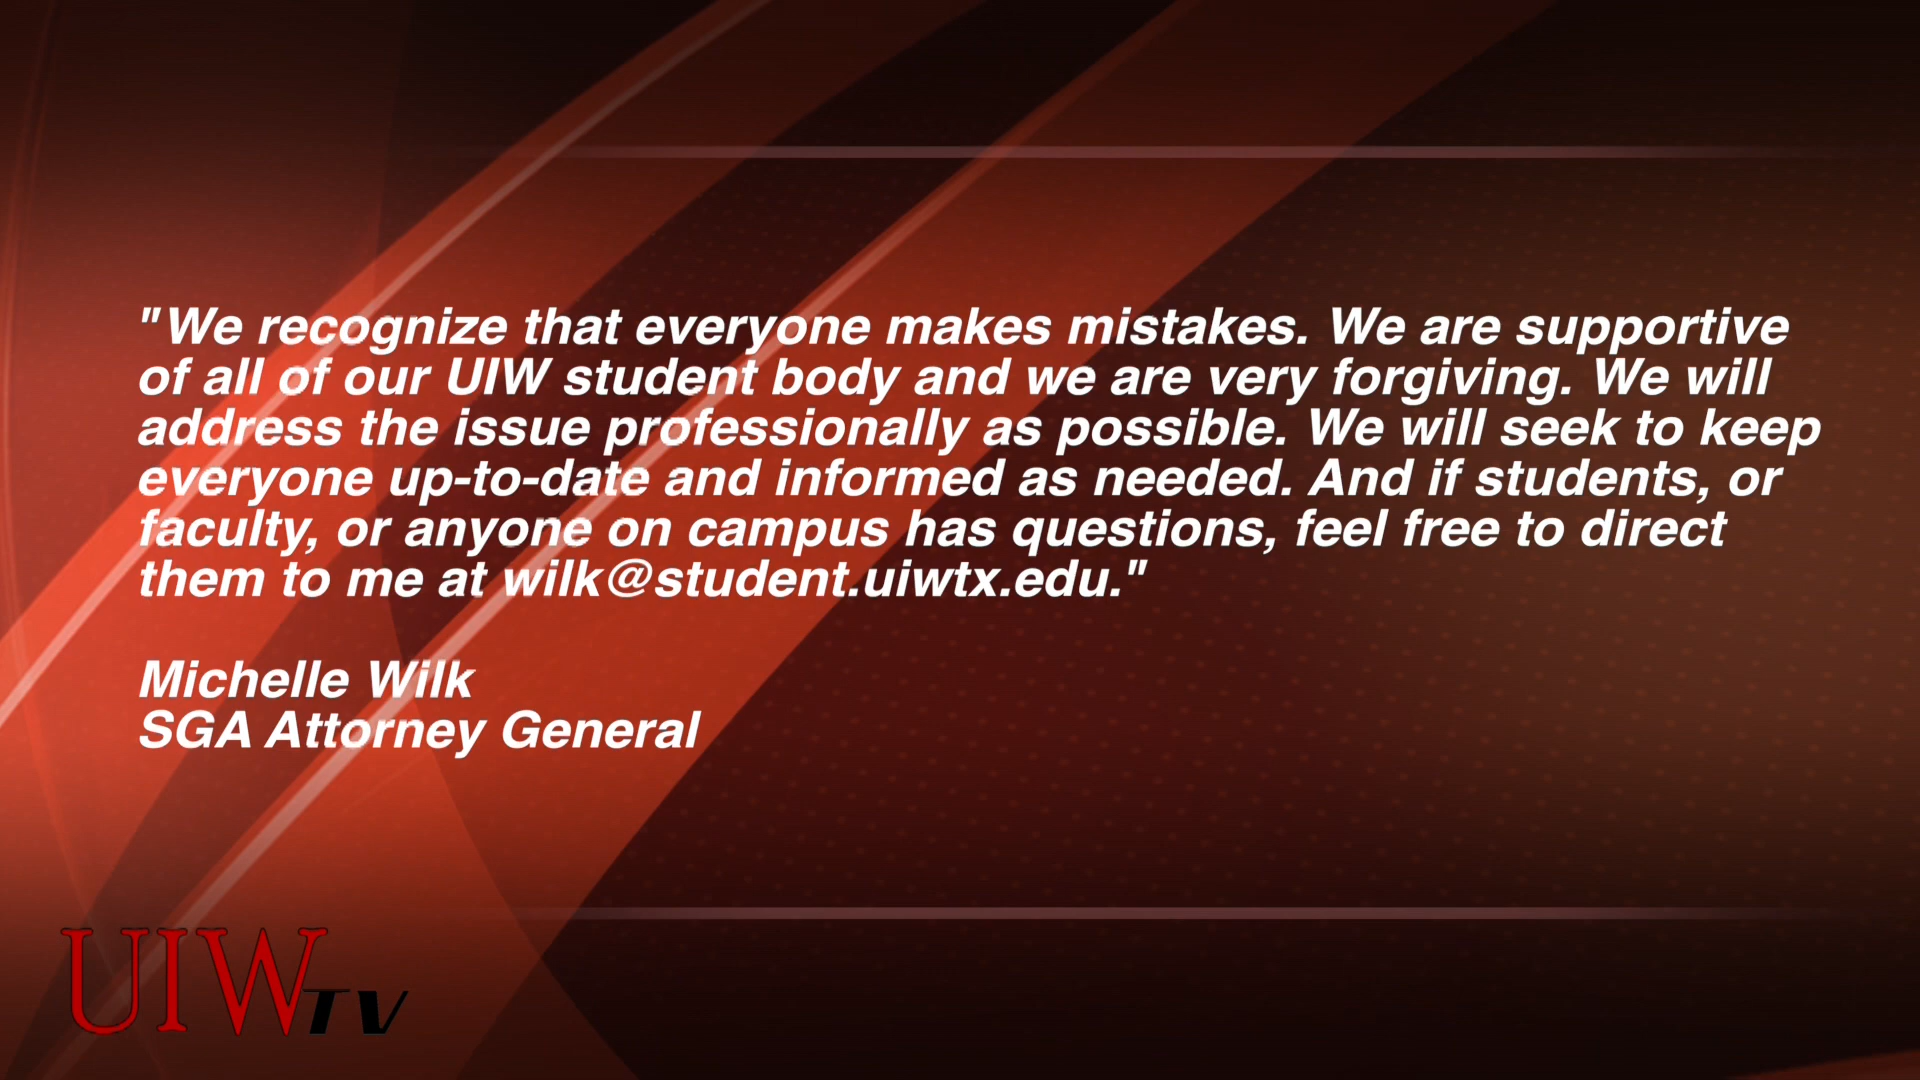 "We recognize that everyone makes mistakes. We are supportive
of all of our UIW student body and we are very forgiving. We will
address the issue professionally as possible. We will seek to keep
everyone up-to-date and informed as needed. And if students, or
faculty, or anyone on campus has questions, feel free to direct
them to me at wilk@student.uiwtx.edu."
Michelle Wilk
SGA Attorney General
UIWTV